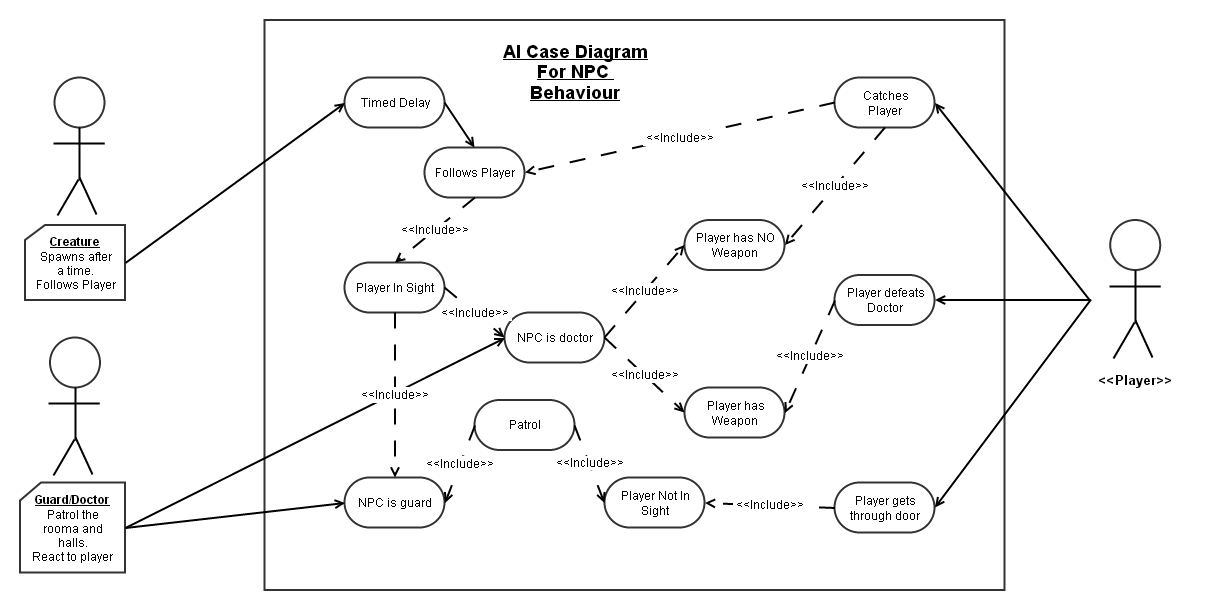 AI Case Diagram
For NPC
Behaviour
Timed Delay
Catches
Player
<<Include>>
Follows Player
<<Include>>
<<Include>>
Creature
Spawns after
a time.
Follows Player
Player has NO
Weapon
Player In Sight
<<Include>>
<<Include>>
Player defeats
Doctor
NPC is doctor
<<Include>>
<<Include>>
<<Player>>
<<Include>>
Player has
Weapon
Patrol
<<Include>>
<<Include>>
Guard/Doctor
Patrol the
rooma and
halls.
React to player
NPC is guard
Player Not In
Sight
<<Include>>
Player gets
through door